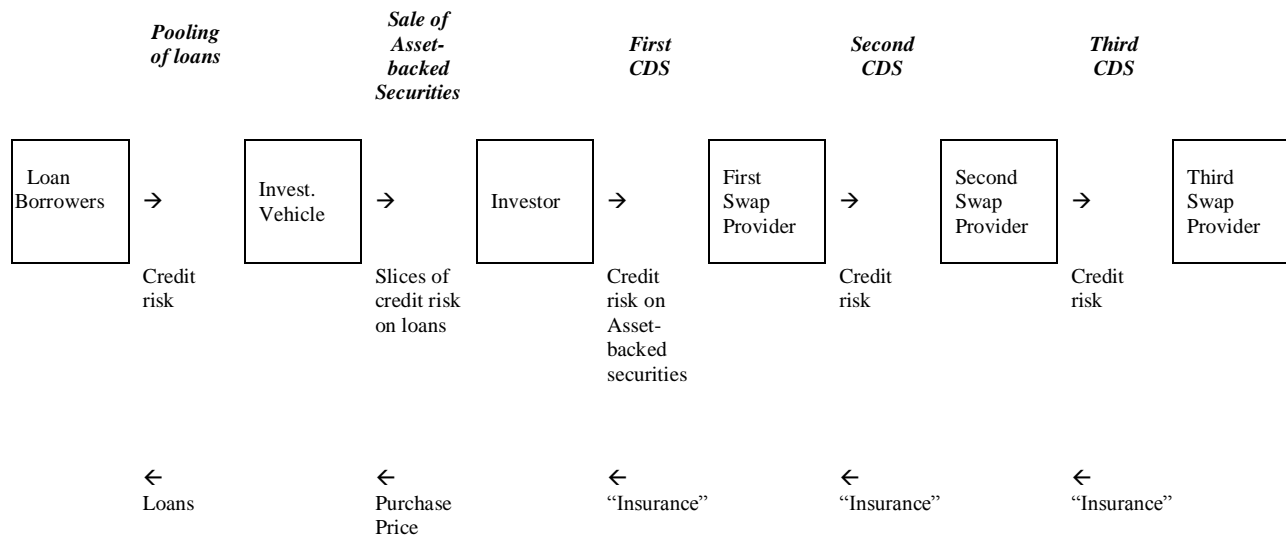 Pooling
of loans
Sale of
Asset-
backed
Securities
First
CDS
Second
CDS
Third
CDS
Loan
Borrowers
→
Invest.
Vehicle
→
Investor
→
First
Swap
Provider
→
Second
Swap
Provider
→
Third
Swap
Provider
Credit
risk
Slices of
credit risk
on loans
Credit
risk on
Asset-
backed
securities
Credit
risk
Credit
risk
←
Loans
←
Purchase
Price
←
“Insurance”
←
“Insurance”
←
“Insurance”